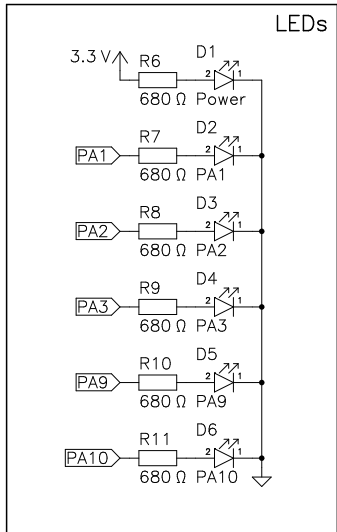 LEDs
3.3 V
R6
D1
2
1
680 Ω
Power
PA1
R7
D2
2
1
680 Ω
PA1
PA2
R8
D3
2
1
680 Ω
PA2
PA3
R9
D4
2
1
680 Ω
PA3
PA9
R10
D5
2
1
680 Ω
PA9
PA10
R11
D6
2
1
680 Ω
PA10